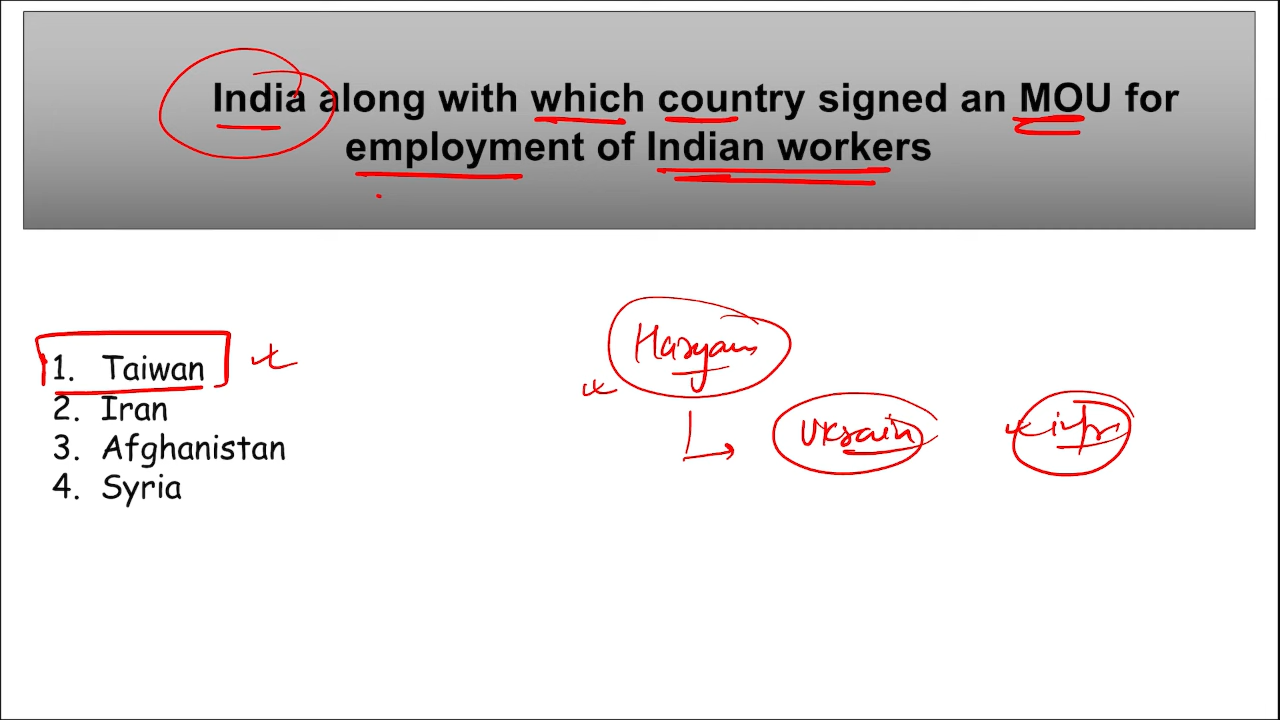 India along with which country signed an MOU for
employment of Indian workers
1. Taiwan
2. Iran
3. Afghanistan
4. Syria
Haryana
Ukrain